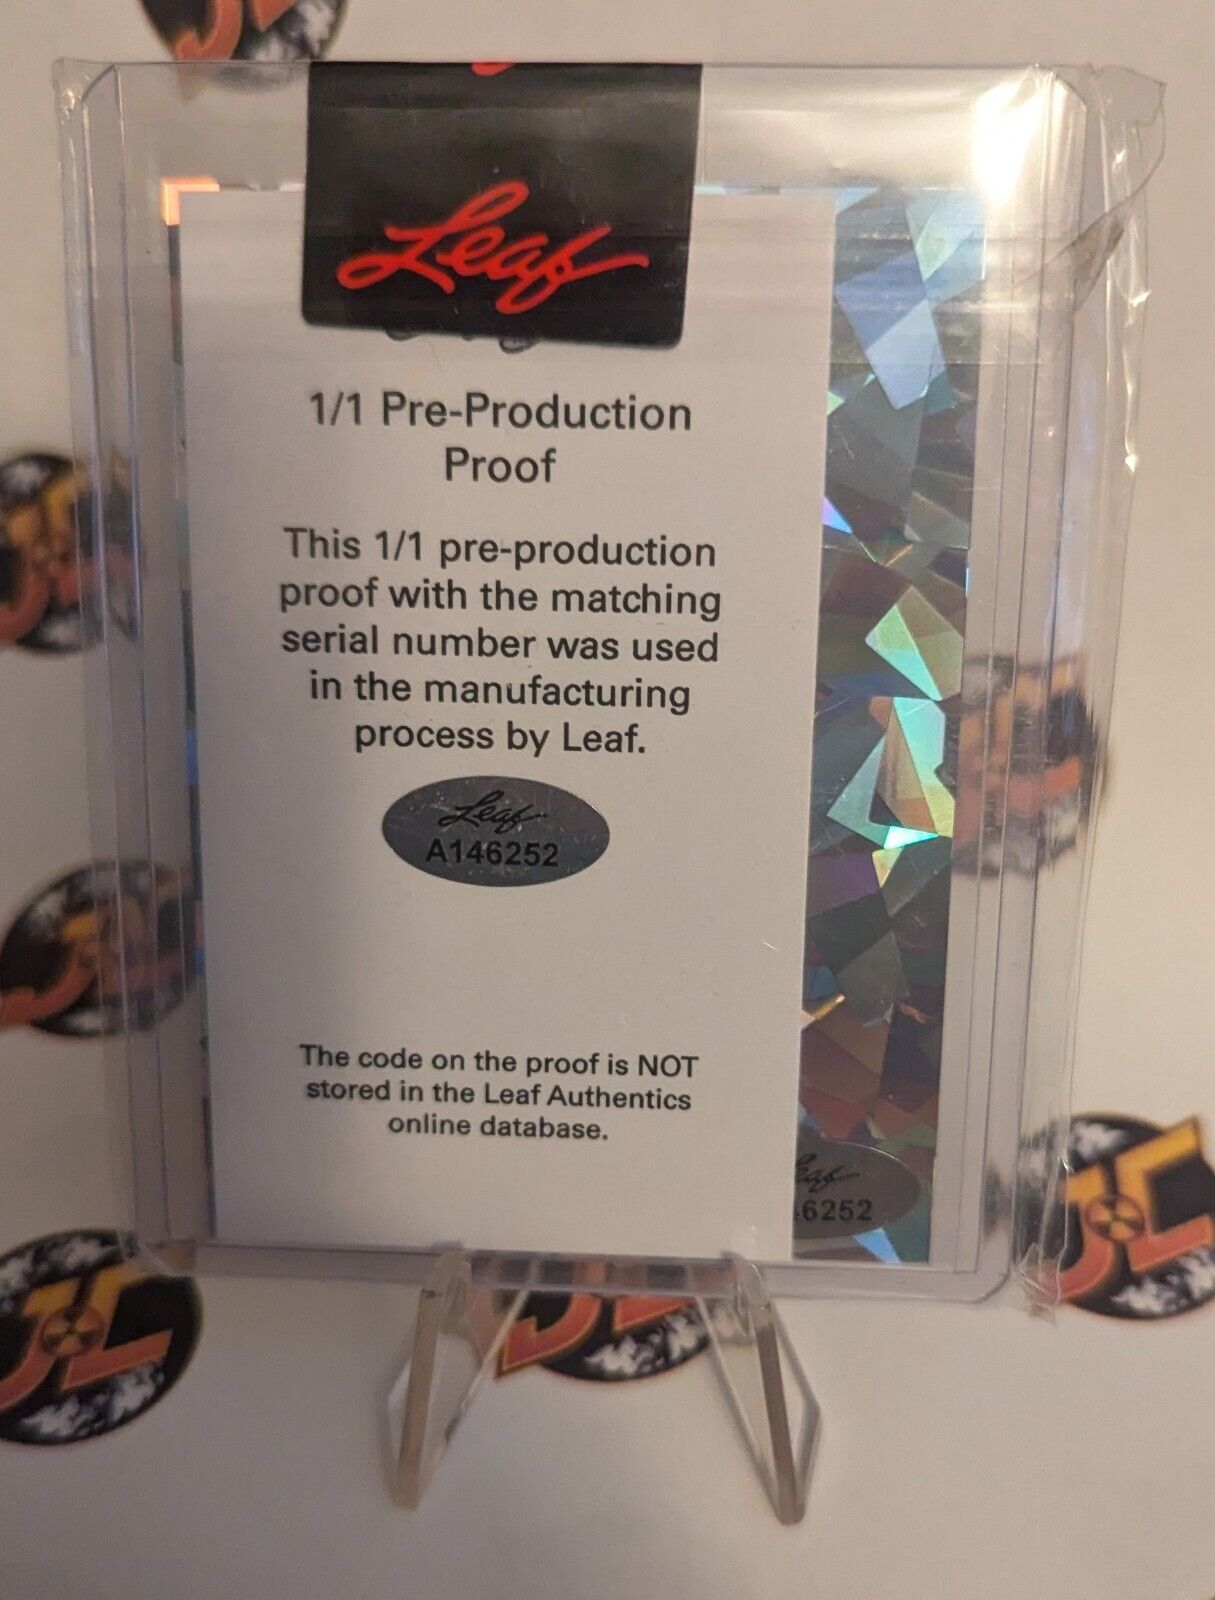 Leaf
1/1 Pre-Production
Proof
This 1/1 pre-production
proof with the matching
serial number was used
in the manufacturing
process by Leaf.
Leaf
A146252
The code on the proof is NOT
stored in the Leaf Authentics
online database.
Leaf
6252